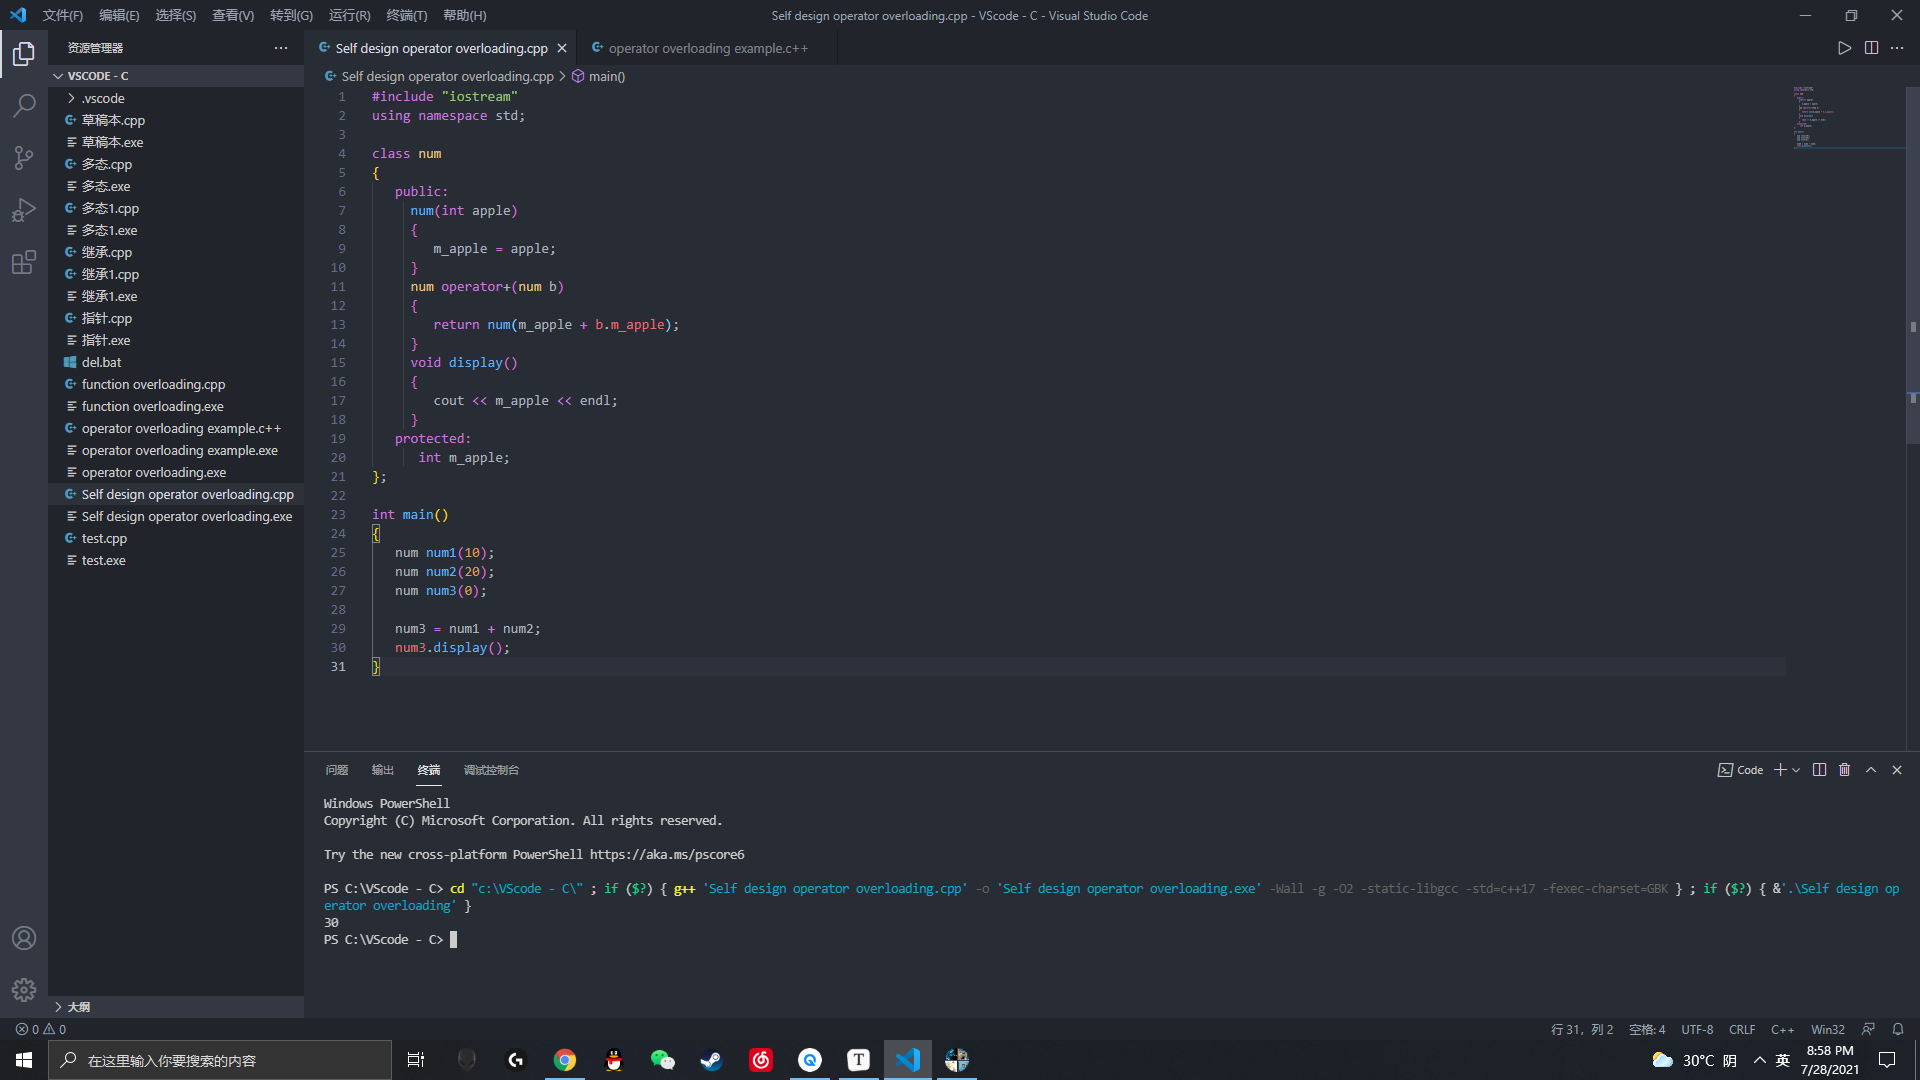 文件(F) 编辑(E) 选择(S) 查看(V) 转到(G) 运行(R) 终端(T) 帮助(H) Self design operator overloading.cpp - VScode - C - Visual Studio Code
资源管理器
VSCODE - C
.vscode
草稿本.cpp
草稿本.exe
多态.cpp
多态.exe
多态1.cpp
多态1.exe
继承.cpp
继承1.cpp
继承1.exe
指针.cpp
指针.exe
del.bat
function overloading.cpp
function overloading.exe
operator overloading example.c++
operator overloading example.exe
operator overloading.exe
Self design operator overloading.cpp
Self design operator overloading.exe
test.cpp
test.exe
大纲
Self design operator overloading.cpp operator overloading example.c++
Self design operator overloading.cpp > main()
1 #include "iostream"
2 using namespace std;
3
4 class num
5 {
6 public:
7 num(int apple)
8 {
9 m_apple = apple;
10 }
11 num operator+(num b)
12 {
13 return num(m_apple + b.m_apple);
14 }
15 void display()
16 {
17 cout << m_apple << endl;
18 }
19 protected:
20 int m_apple;
21 };
22
23 int main()
24 {
25 num num1(10);
26 num num2(20);
27 num num3(0);
28
29 num3 = num1 + num2;
30 num3.display();
31 }
问题 输出 终端 调试控制台 Code
Windows PowerShell
Copyright (C) Microsoft Corporation. All rights reserved.
Try the new cross-platform PowerShell https://aka.ms/pscore6
PS C:\VScode - C> cd "c:\VScode - C\" ; if ($?) { g++ 'Self design operator overloading.cpp' -o 'Self design operator overloading.exe' -Wall -g -O2 -static-libgcc -std=c++17 -fexec-charset=GBK } ; if ($?) { &'.\Self design op
erator overloading' }
30
PS C:\VScode - C>
0 0 行 31，列 2 空格: 4 UTF-8 CRLF C++ Win32
在这里输入你要搜索的内容 30°C 阴 英 8:58 PM
7/28/2021